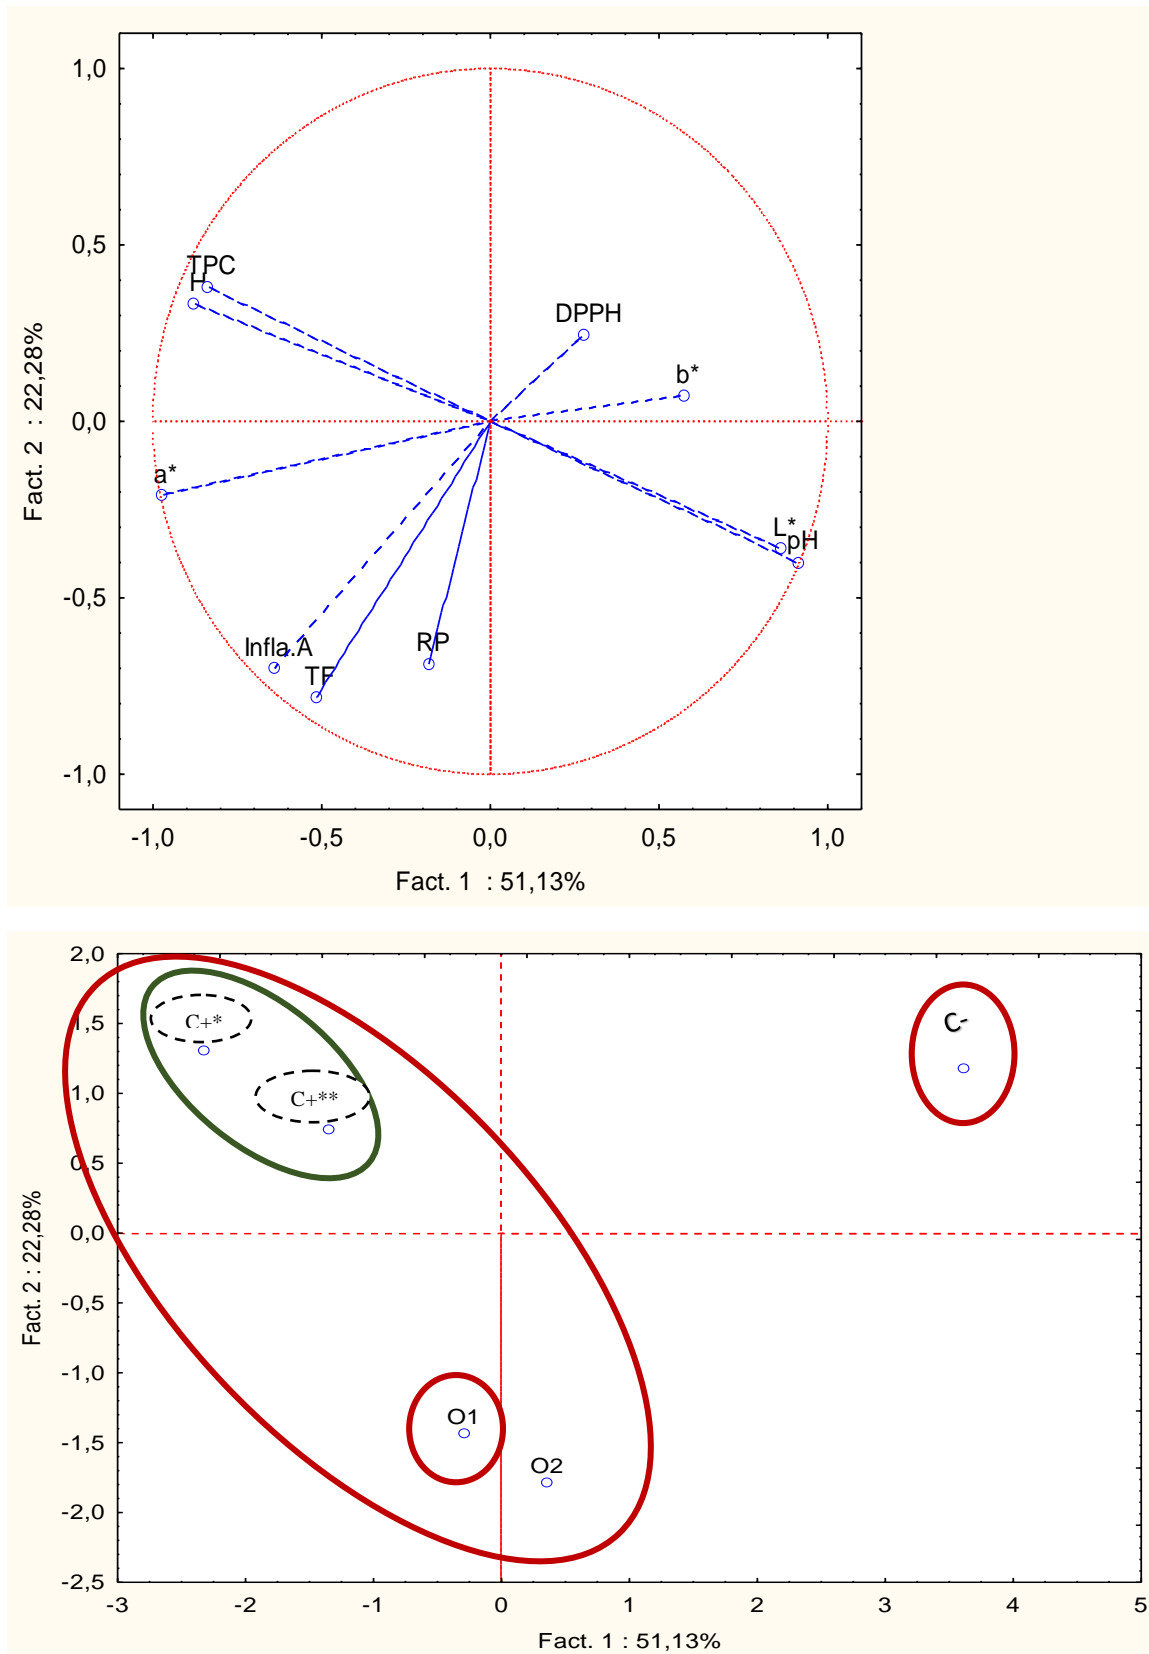 1,0
0,5
TPC
H
DPPH
b*
0,0
a*
L*
pH
-0,5
Infla.A
RP
TF
-1,0
-1,0 -0,5 0,0 0,5 1,0
Fact. 2 : 22,28%
Fact. 1 : 51,13%
2,0
C+*
C-
1,5
1,0
C+**
0,5
0,0
-0,5
-1,0
O1
-1,5
O2
-2,0
-2,5
-3 -2 -1 0 1 2 3 4 5
Fact. 2 : 22,28%
Fact. 1 : 51,13%